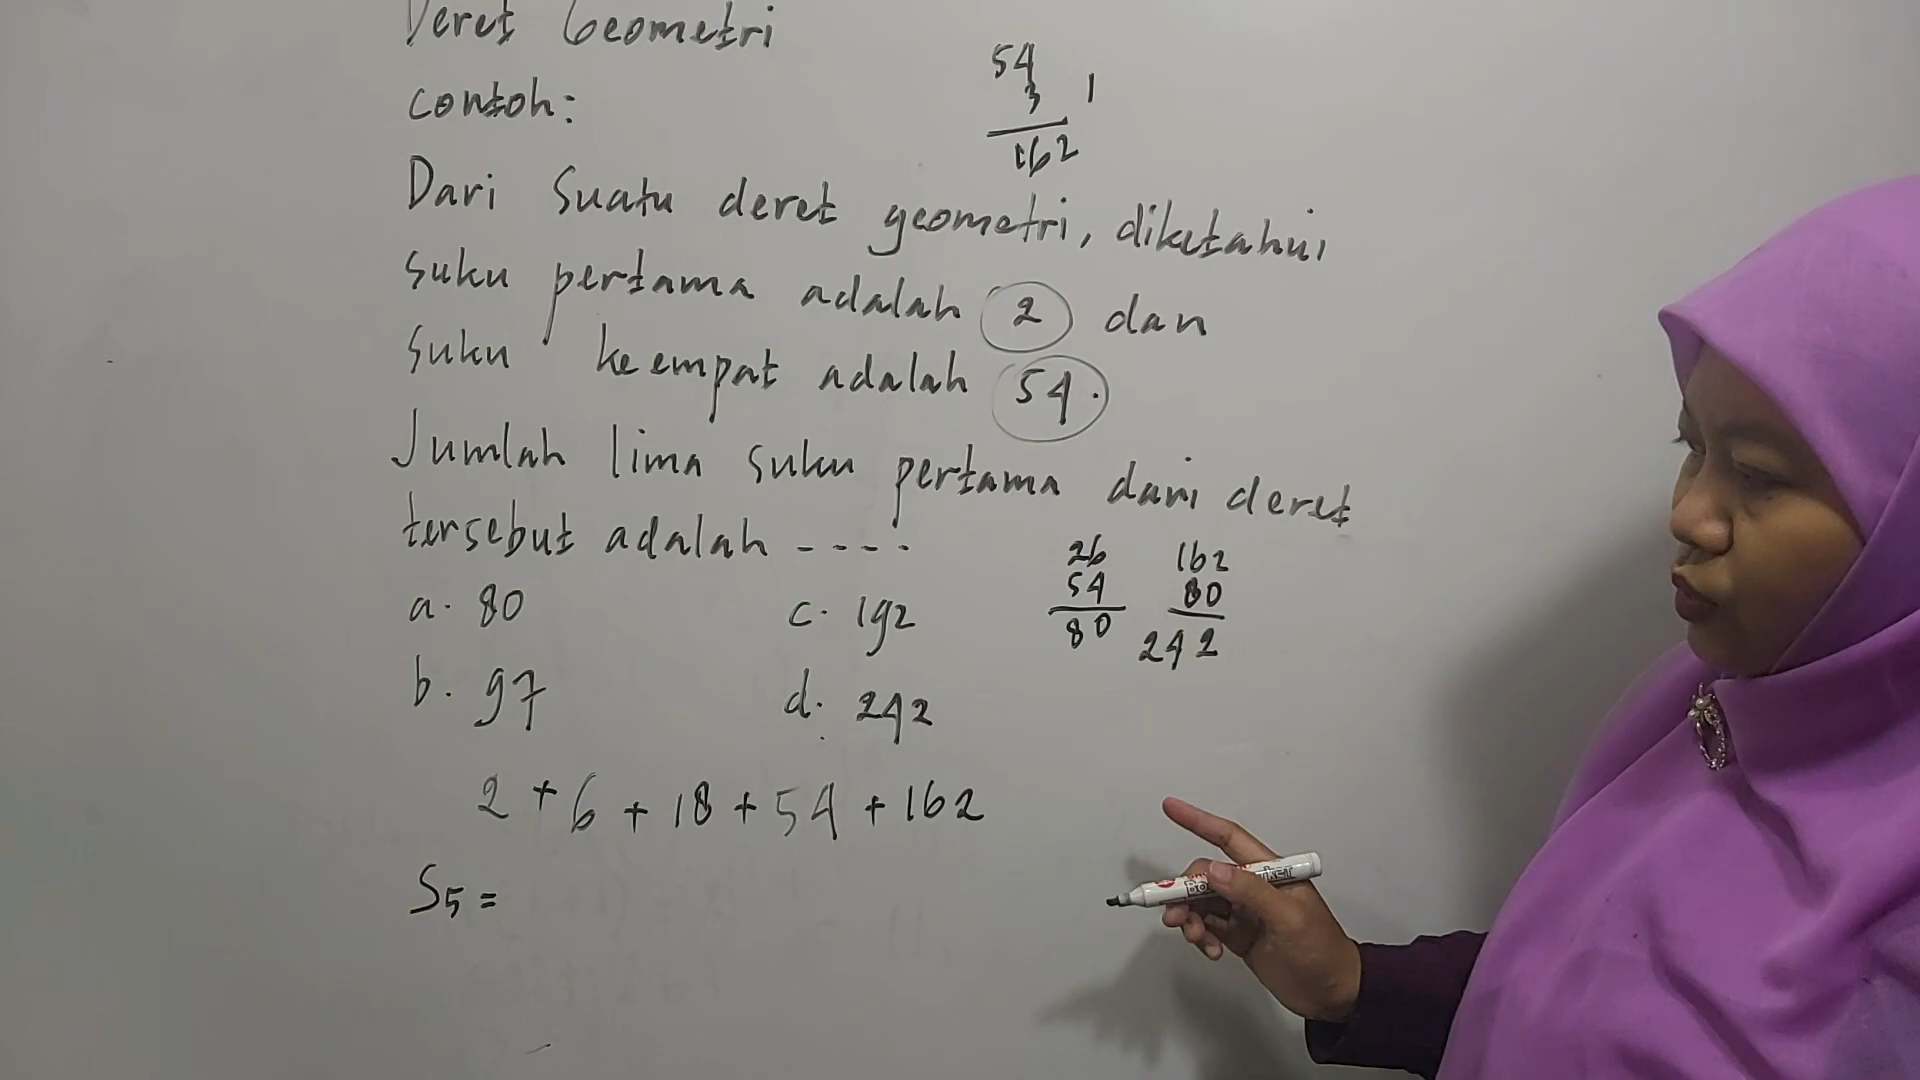 Deret Geometri
Contoh:
54
3 1
162
Dari suatu deret geometri, diketahui
suku pertama adalah 2 dan
suku keempat adalah 54.
Jumlah lima suku pertama dari deret
tersebut adalah ----.
26 162
54 80
80 242
a. 80 c. 192
b. 97 d. 242
2 + 6 + 18 + 54 + 162
S5 =